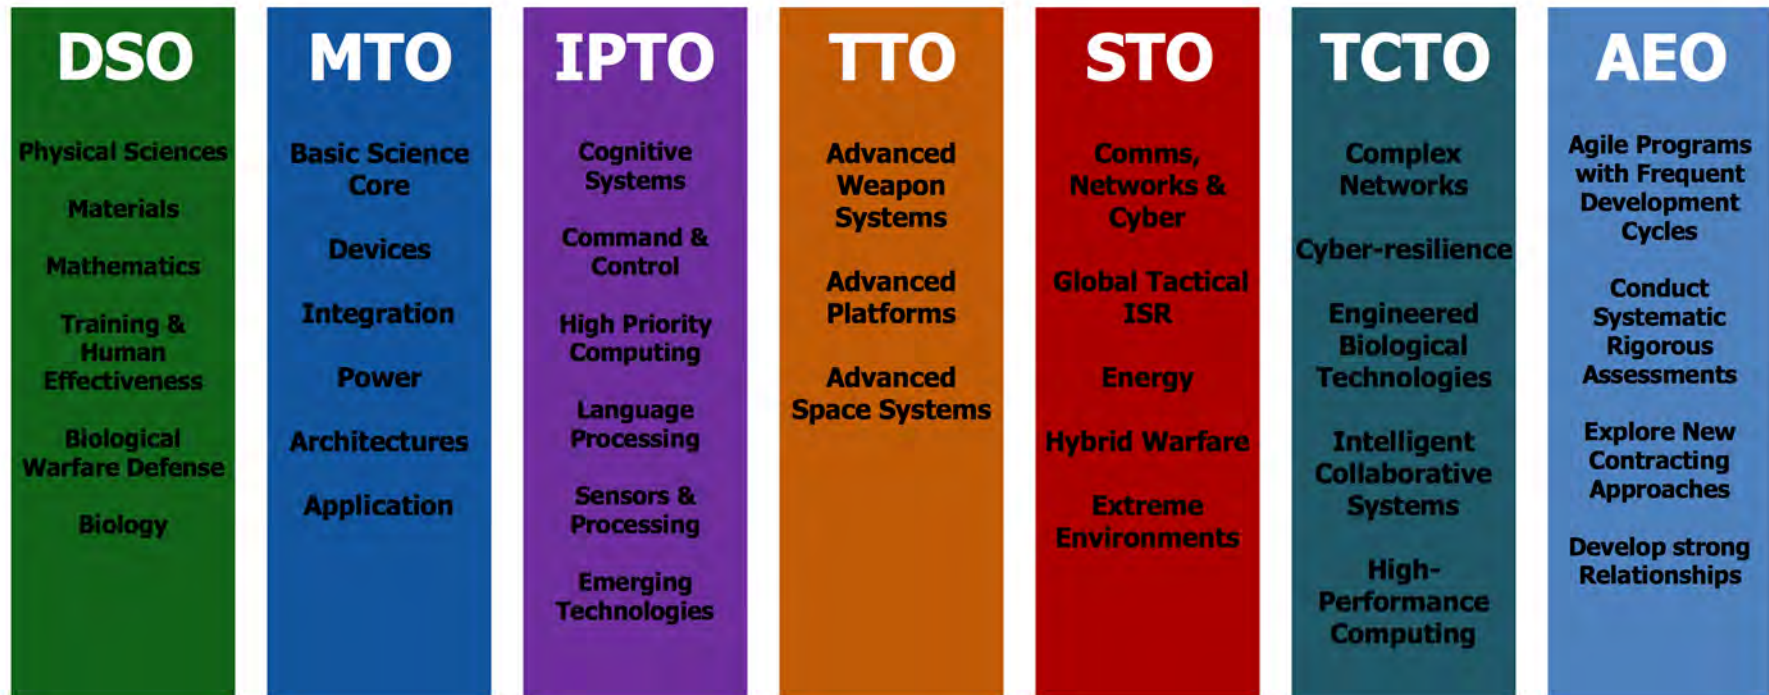 DSO
Physical Sciences
Materials
Mathematics
Training &
Human
Effectiveness
Biological
Warfare Defense
Biology
MTO
Basic Science
Core
Devices
Integration
Power
Architectures
Application
IPTO
Cognitive
Systems
Command &
Control
High Priority
Computing
Language
Processing
Sensors &
Processing
Emerging
Technologies
TTO
Advanced
Weapon
Systems
Advanced
Platforms
Advanced
Space Systems
STO
Comms,
Networks &
Cyber
Global Tactical
ISR
Energy
Hybrid Warfare
Extreme
Environments
TCTO
Complex
Networks
Cyber-resilience
Engineered
Biological
Technologies
Intelligent
Collaborative
Systems
High-
Performance
Computing
AEO
Agile Programs
with Frequent
Development
Cycles
Conduct
Systematic
Rigorous
Assessments
Explore New
Contracting
Approaches
Develop strong
Relationships